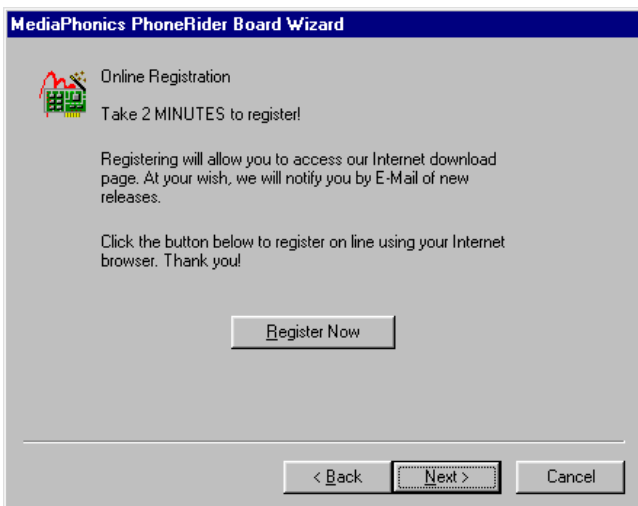 MediaPhonics PhoneRider Board Wizard
Online Registration
Take 2 MINUTES to register!
Registering will allow you to access our Internet download
page. At your wish, we will notify you by E-Mail of new
releases.
Click the button below to register on line using your Internet
browser. Thank you!
Register Now
< Back
Next >
Cancel